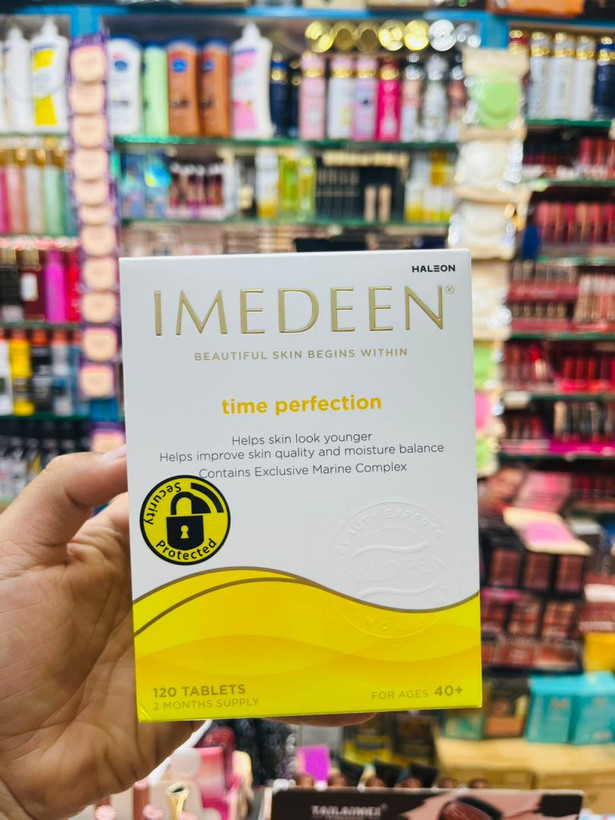 HALEON
IMEDEEN®
BEAUTIFUL SKIN BEGINS WITHIN
time perfection
Helps skin look younger
Helps improve skin quality and moisture balance
Contains Exclusive Marine Complex
Security
Protected
120 TABLETS
2 MONTHS SUPPLY
FOR AGES 40+